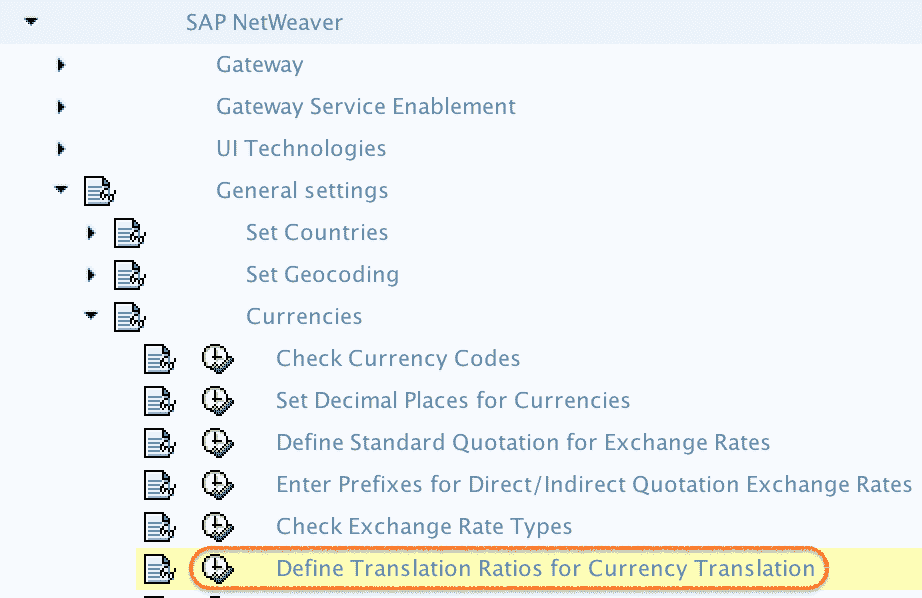 SAP NetWeaver
Gateway
Gateway Service Enablement
UI Technologies
General settings
Set Countries
Set Geocoding
Currencies
Check Currency Codes
Set Decimal Places for Currencies
Define Standard Quotation for Exchange Rates
Enter Prefixes for Direct/Indirect Quotation Exchange Rates
Check Exchange Rate Types
Define Translation Ratios for Currency Translation